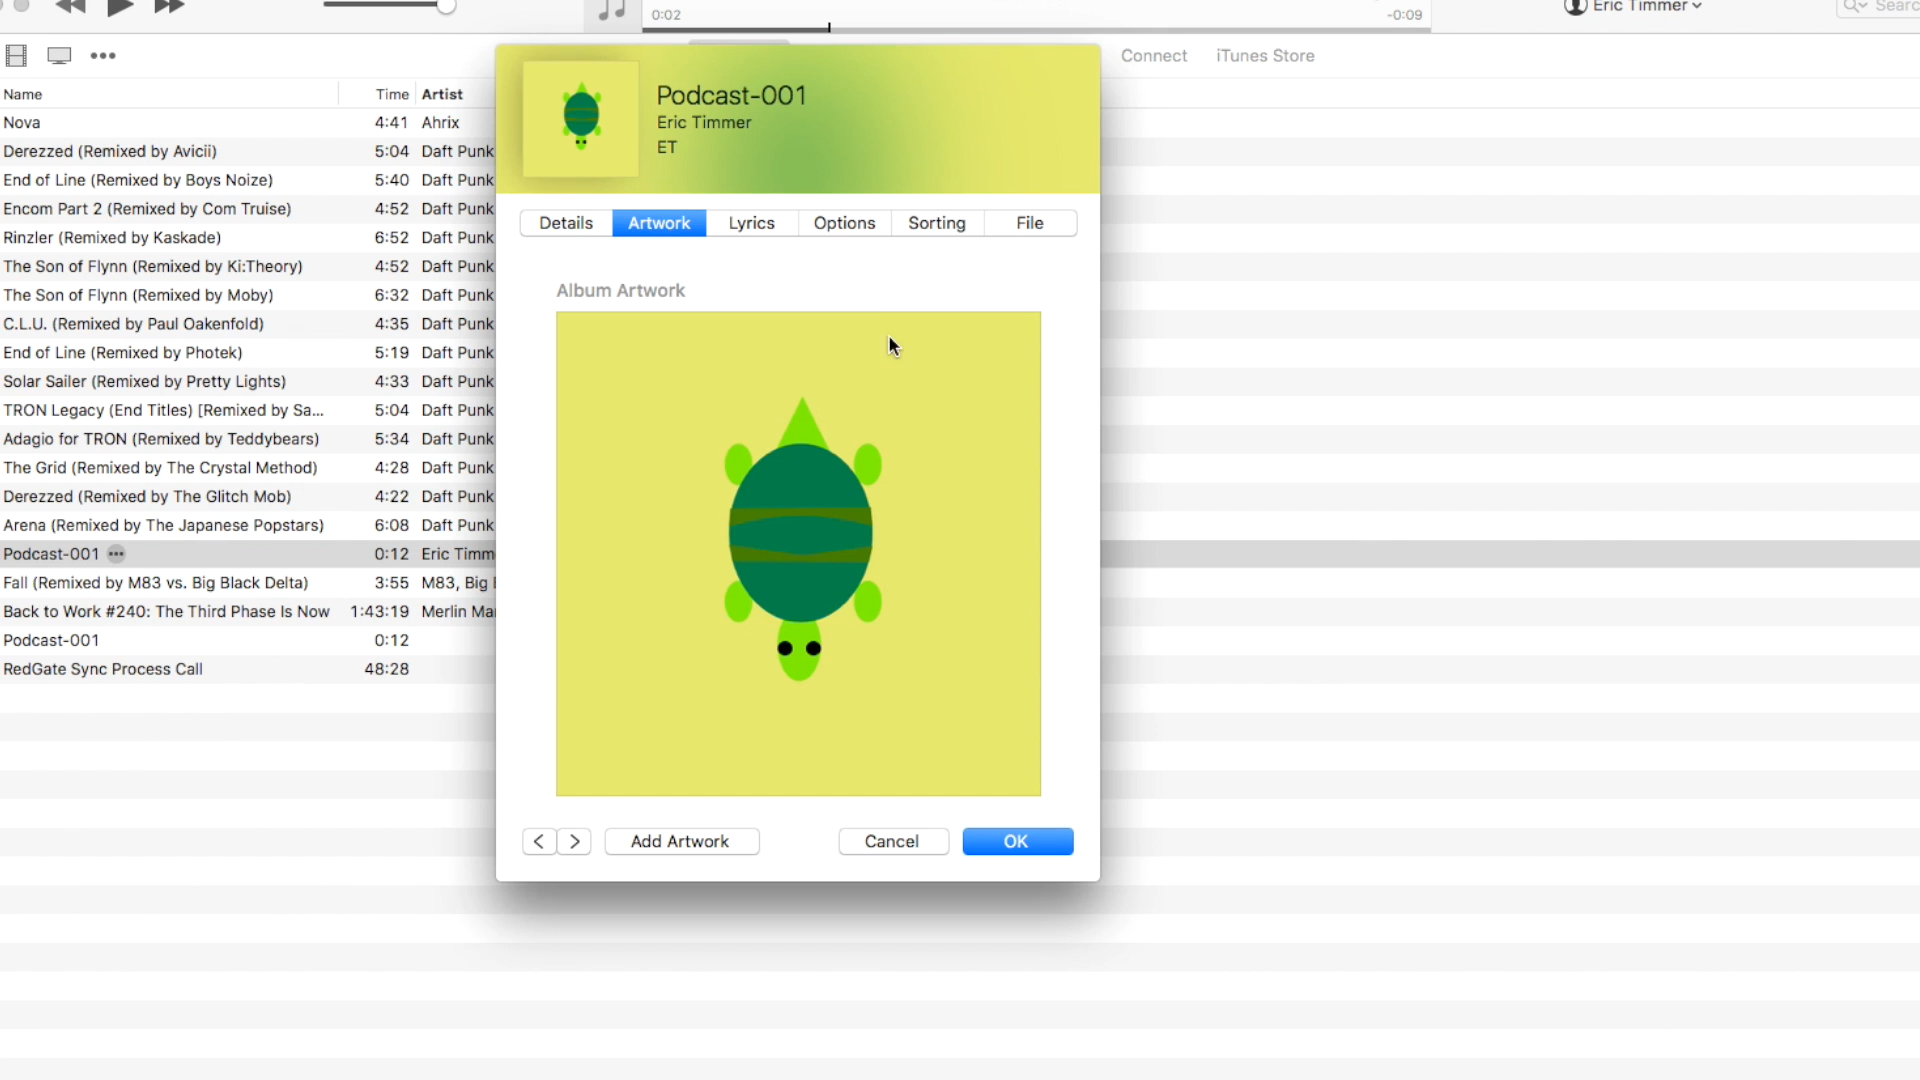 0:02
-0:09
Eric Timmer
Connect
iTunes Store
Name
Time
Artist
Nova 4:41 Ahrix
Derezzed (Remixed by Avicii) 5:04 Daft Punk
End of Line (Remixed by Boys Noize) 5:40 Daft Punk
Encom Part 2 (Remixed by Com Truise) 4:52 Daft Punk
Rinzler (Remixed by Kaskade) 6:52 Daft Punk
The Son of Flynn (Remixed by Ki:Theory) 4:52 Daft Punk
The Son of Flynn (Remixed by Moby) 6:32 Daft Punk
C.L.U. (Remixed by Paul Oakenfold) 4:35 Daft Punk
End of Line (Remixed by Photek) 5:19 Daft Punk
Solar Sailer (Remixed by Pretty Lights) 4:33 Daft Punk
TRON Legacy (End Titles) [Remixed by Sa... 5:04 Daft Punk
Adagio for TRON (Remixed by Teddybears) 5:34 Daft Punk
The Grid (Remixed by The Crystal Method) 4:28 Daft Punk
Derezzed (Remixed by The Glitch Mob) 4:22 Daft Punk
Arena (Remixed by The Japanese Popstars) 6:08 Daft Punk
Podcast-001 0:12 Eric Timm
Fall (Remixed by M83 vs. Big Black Delta) 3:55 M83, Big
Back to Work #240: The Third Phase Is Now 1:43:19 Merlin Ma
Podcast-001 0:12
RedGate Sync Process Call 48:28
Podcast-001
Eric Timmer
ET
Details
Artwork
Lyrics
Options
Sorting
File
Album Artwork
Add Artwork
Cancel
OK